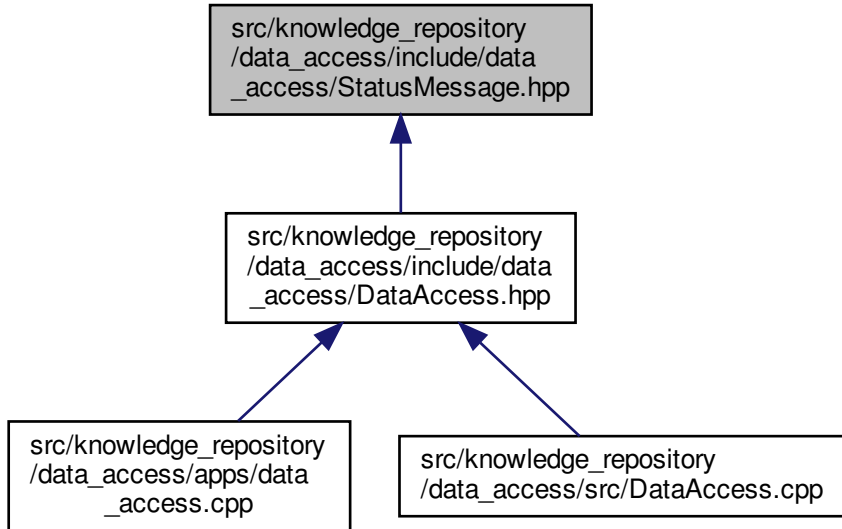 src/knowledge_repository
/data_access/include/data
_access/StatusMessage.hpp
src/knowledge_repository
/data_access/include/data
_access/DataAccess.hpp
src/knowledge_repository
/data_access/apps/data
_access.cpp
src/knowledge_repository
/data_access/src/DataAccess.cpp